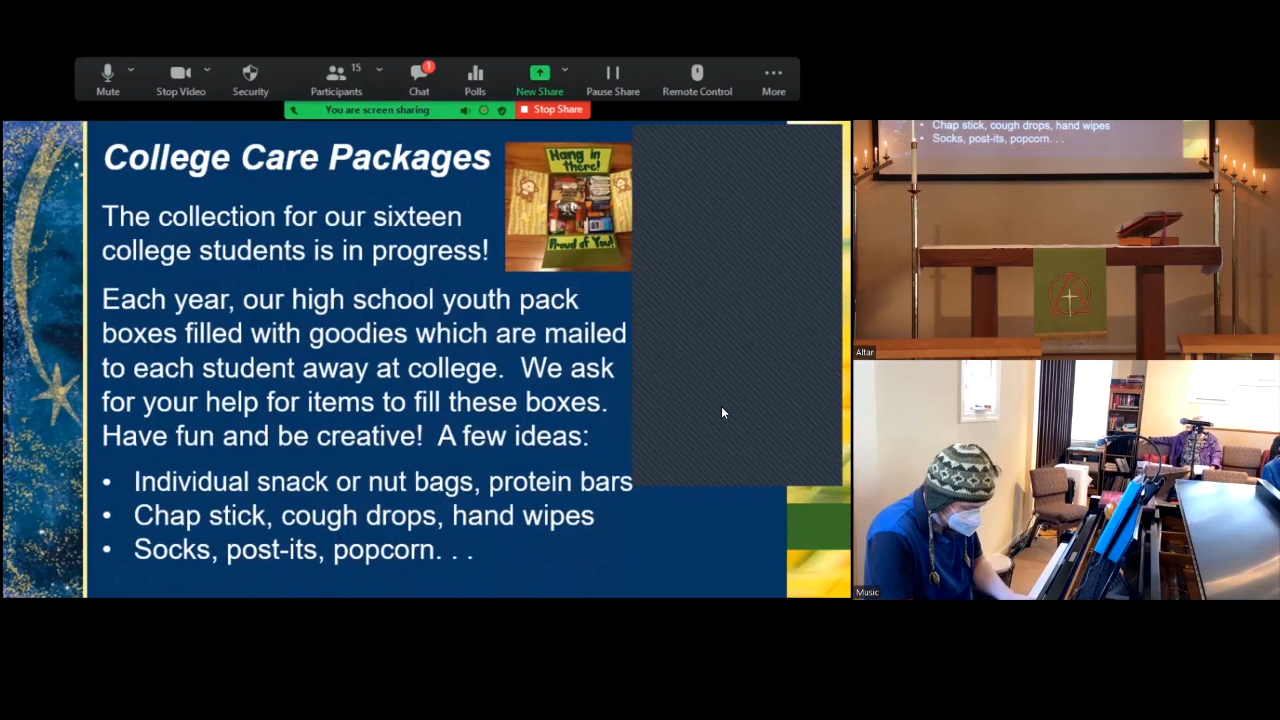 Mute
Stop Video
Security
15
Participants
1
Chat
Polls
New Share
Pause Share
Remote Control
More
You are screen sharing
Stop Share
College Care Packages
Hang in
there!
Proud of You!
The collection for our sixteen
college students is in progress!
Each year, our high school youth pack
boxes filled with goodies which are mailed
to each student away at college. We ask
for your help for items to fill these boxes.
Have fun and be creative! A few ideas:
• Individual snack or nut bags, protein bars
• Chap stick, cough drops, hand wipes
• Socks, post-its, popcorn. . .
• Chap stick, cough drops, hand wipes
• Socks, post-its, popcorn. . .
Altar
Music